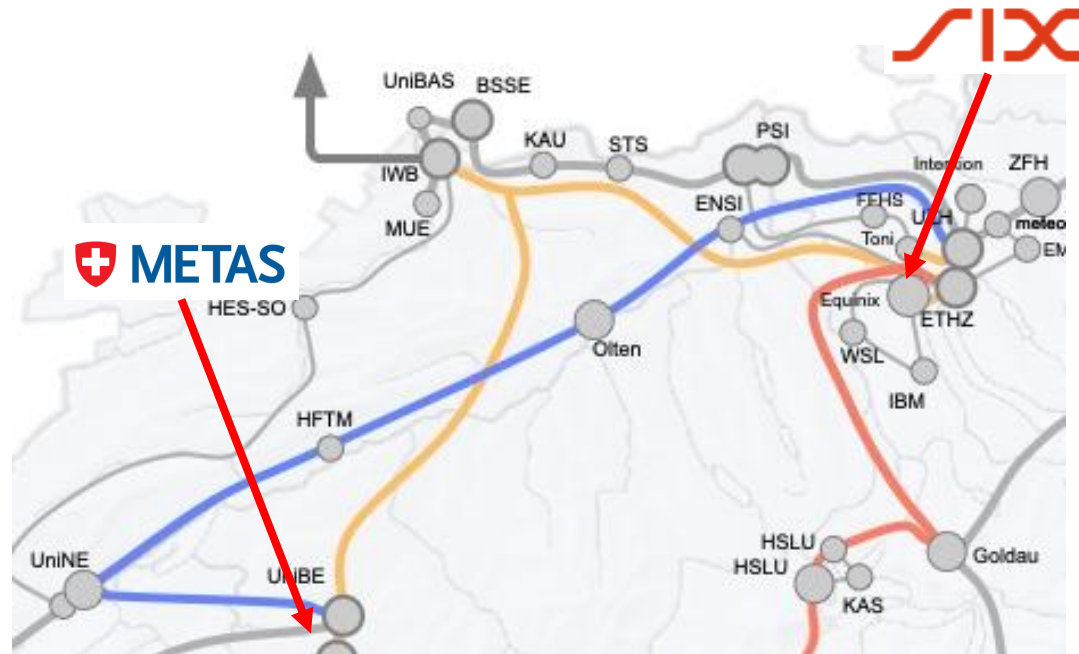 SIX
UniBAS
BSSE
KAU
STS
PSI
IWB
MUE
ENSI
FFHS
Toni
ZFH
meteo
EM
METAS
HES-SO
Equinix
ETHZ
WSL
IBM
Olten
HFTM
UniNE
UniBE
HSLU
HSLU
KAS
Goldau